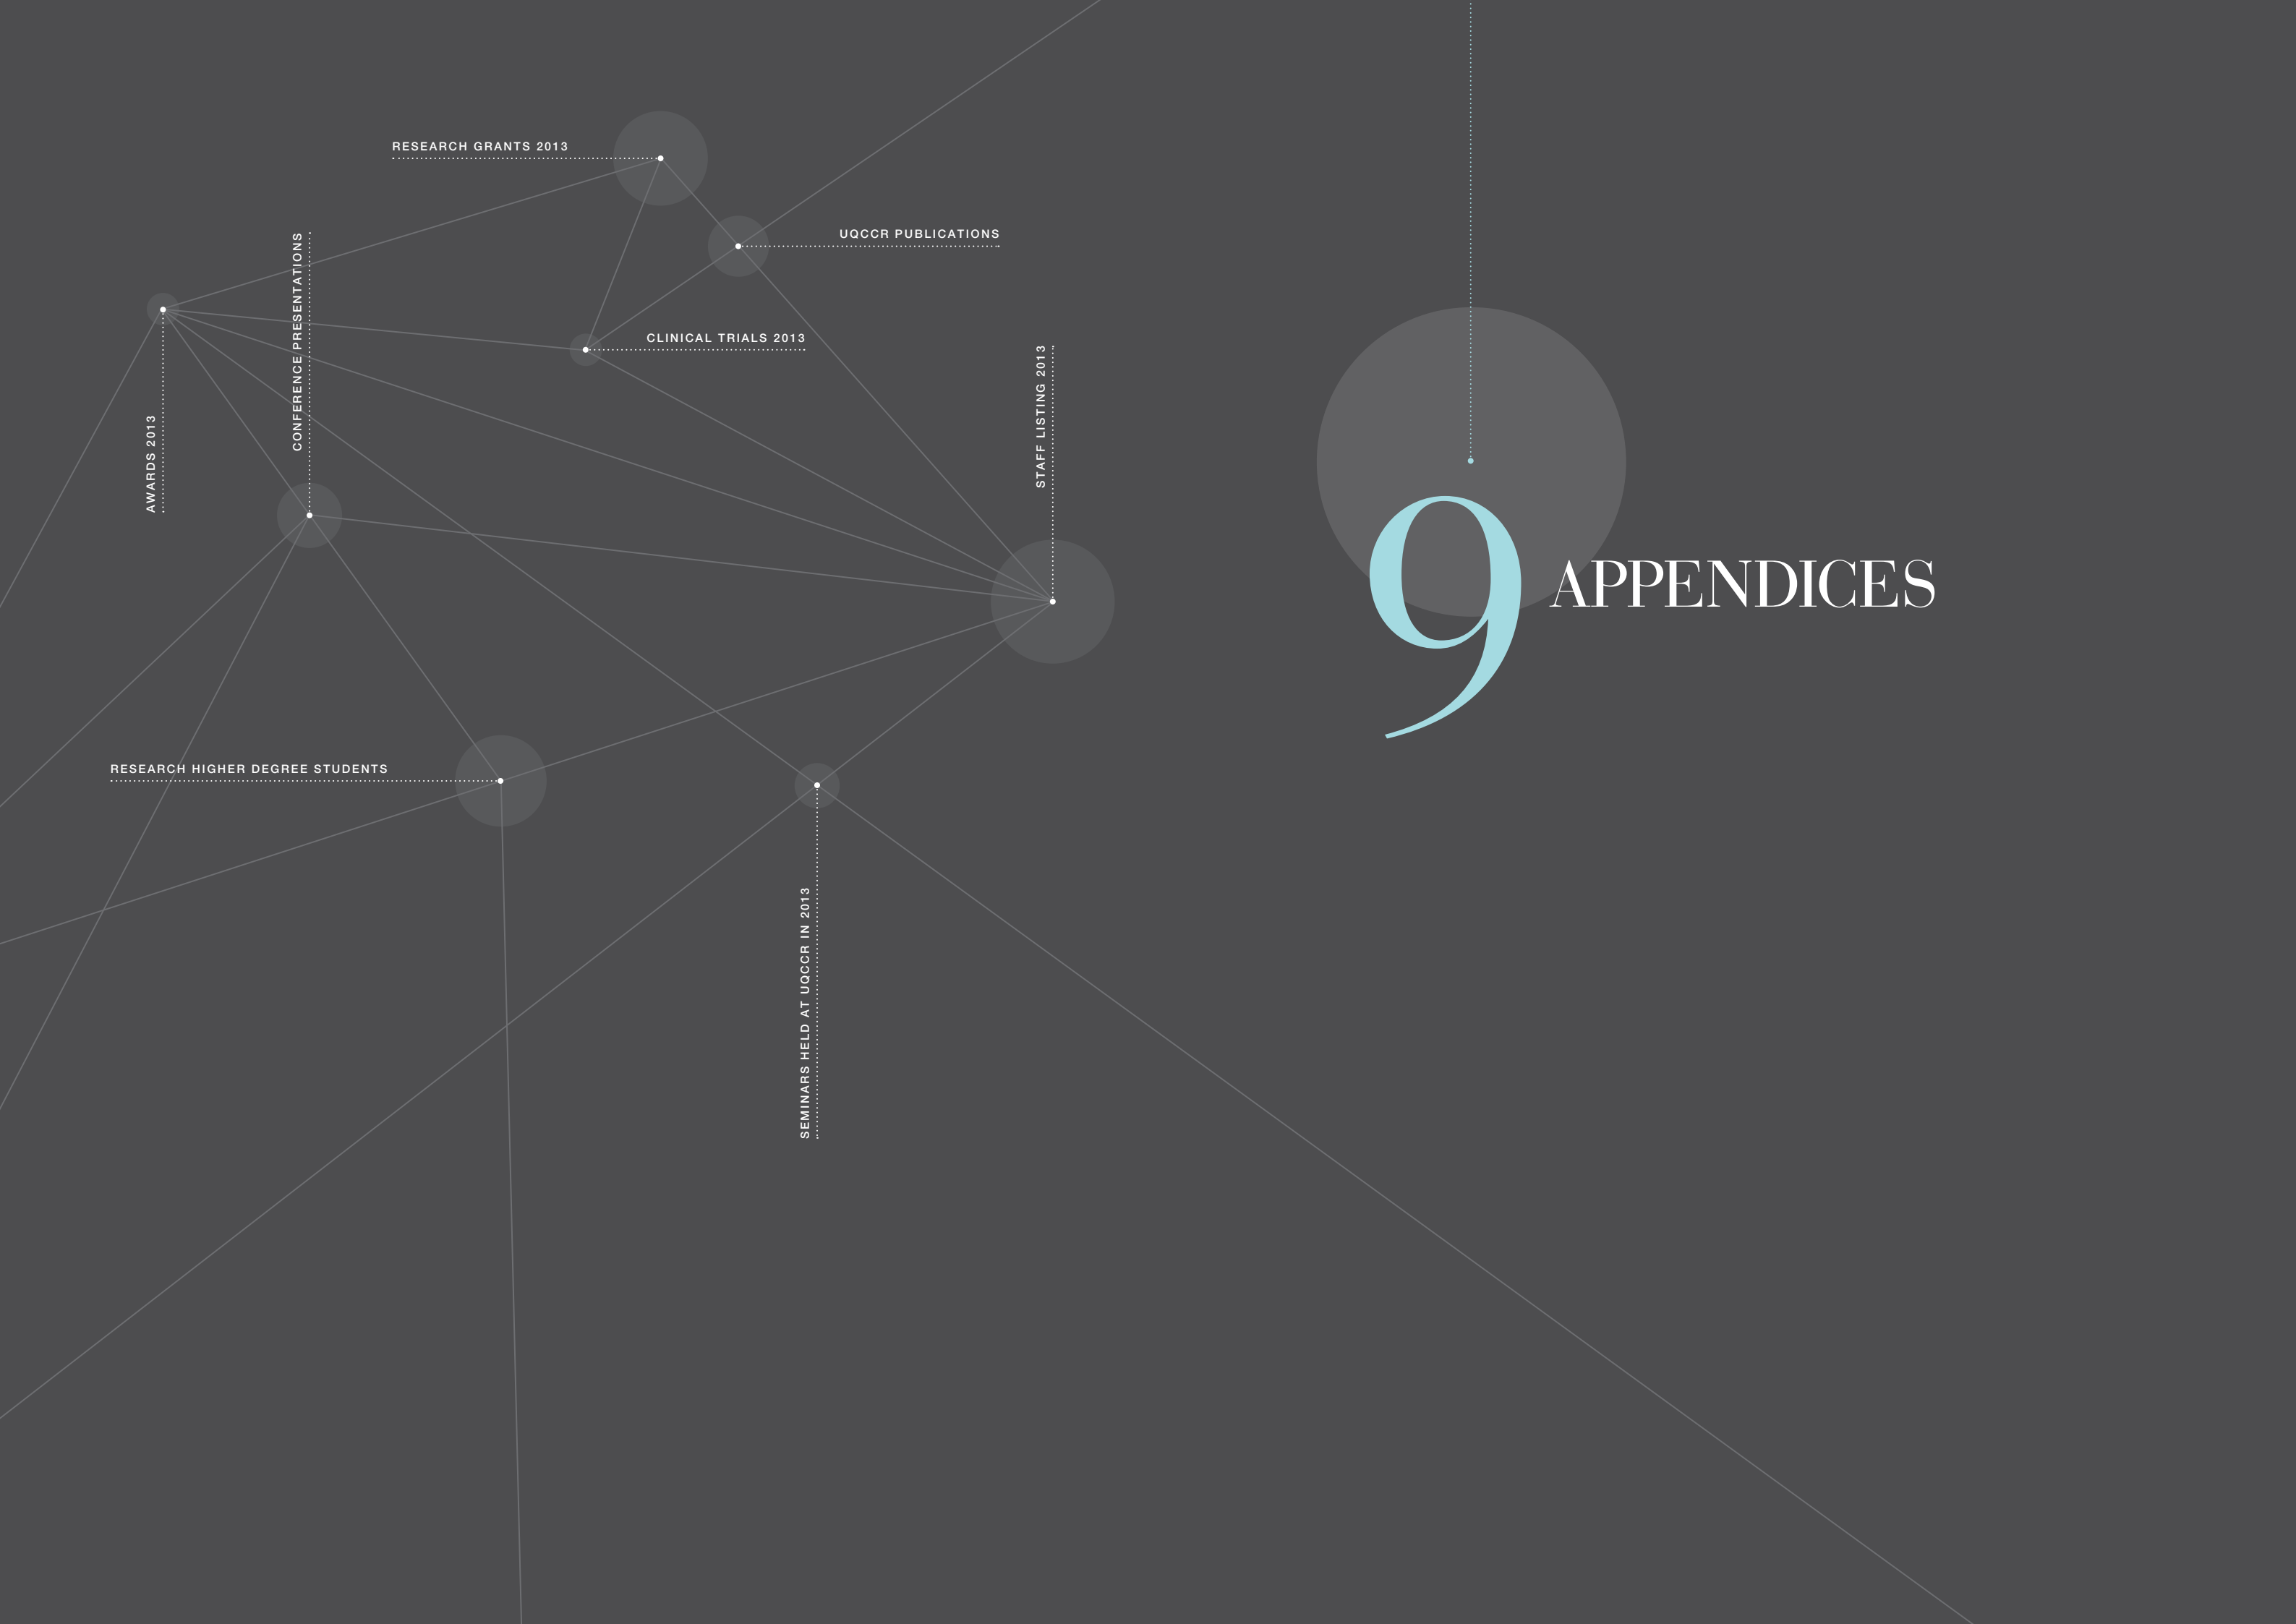 RESEARCH GRANTS 2013
UQCCR PUBLICATIONS
CONFERENCE PRESENTATIONS
CLINICAL TRIALS 2013
AWARDS 2013
STAFF LISTING 2013
9 APPENDICES
RESEARCH HIGHER DEGREE STUDENTS
SEMINARS HELD AT UQCCR IN 2013